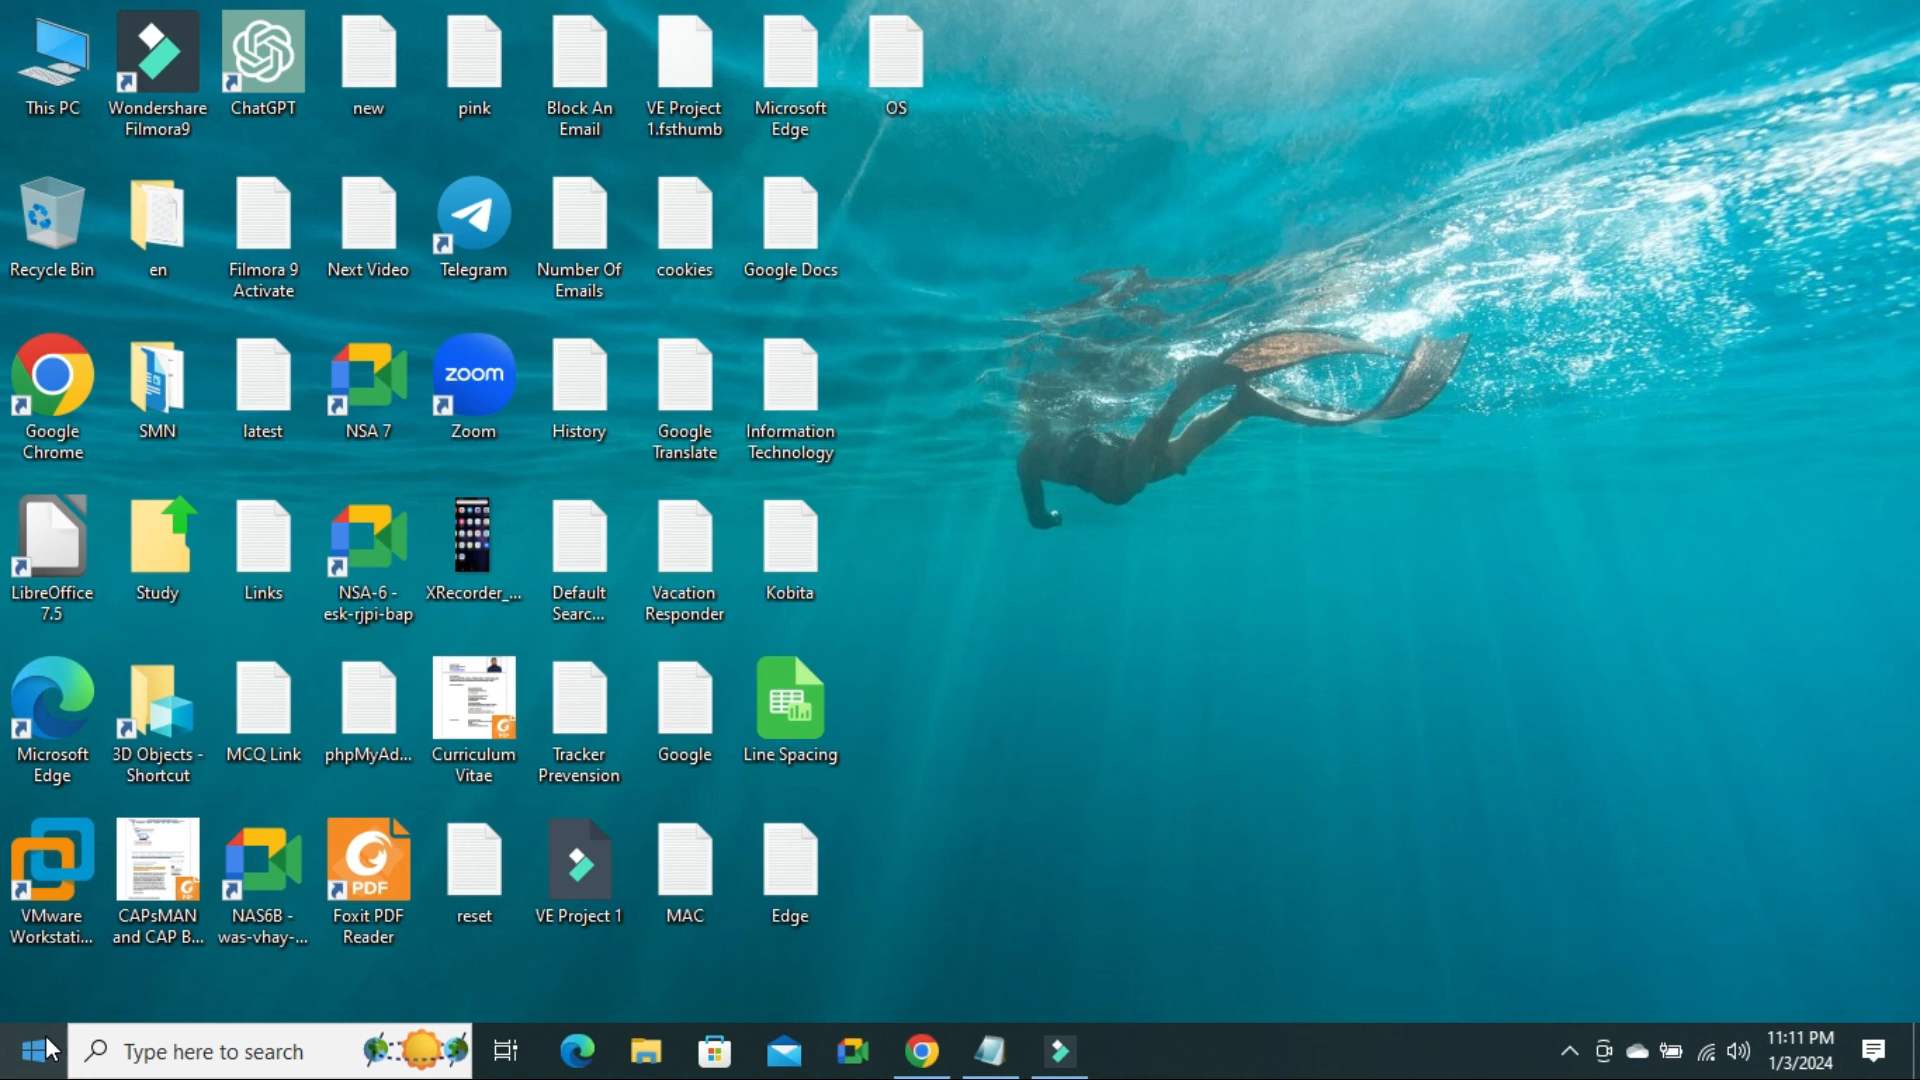 This PC
Wondershare
Filmora9
ChatGPT
new
pink
Block An
Email
VE Project
1.fsthumb
Microsoft
Edge
OS
Recycle Bin
en
Filmora 9
Activate
Next Video
Telegram
Number Of
Emails
cookies
Google Docs
Google
Chrome
SMN
latest
NSA 7
zoom
Zoom
History
Google
Translate
Information
Technology
LibreOffice
7.5
Study
Links
NSA-6 -
esk-rjpi-bap
XRecorder_...
Default
Searc...
Vacation
Responder
Kobita
Microsoft
Edge
3D Objects -
Shortcut
MCQ Link
phpMyAd...
Curriculum
Vitae
Tracker
Prevension
Google
Line Spacing
VMware
Workstati...
CAPsMAN
and CAP B...
NAS6B -
was-vhay-...
PDF
Foxit PDF
Reader
reset
VE Project 1
MAC
Edge
Type here to search
11:11 PM
1/3/2024